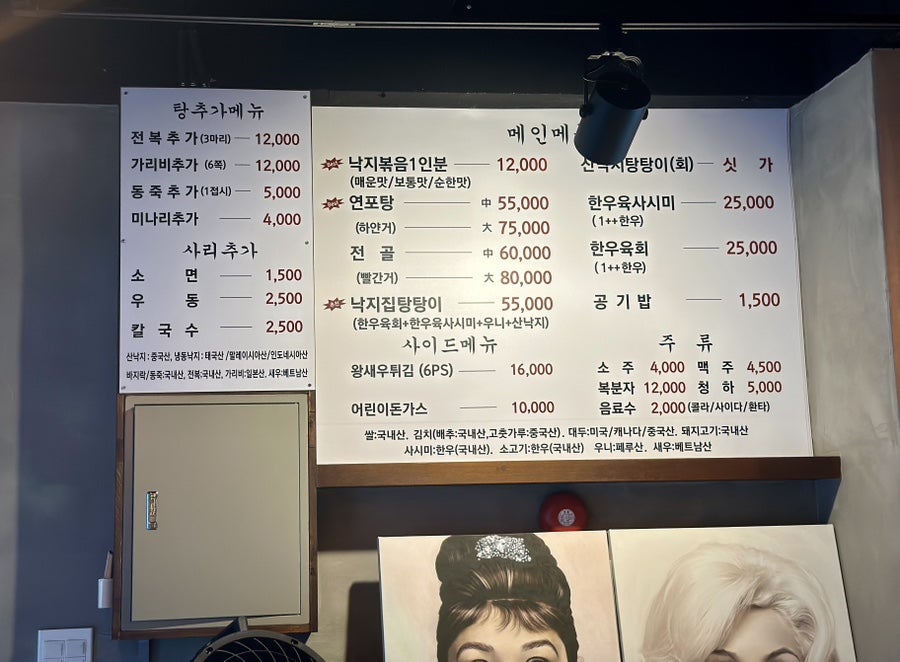 탕추가메뉴
전복추가(3마리) 12,000
가리비추가 (6쪽) 12,000
동죽추가(1접시) 5,000
미나리추가 4,000
사리추가
소면 1,500
우동 2,500
칼국수 2,500
산낙지:중국산, 냉동낙지:태국산/말레이시아산/인도네시아산
바지락/동죽:국내산, 전복:국내산, 가리비:일본산, 새우:베트남산
메인메
낙지볶음1인분 12,000
(매운맛/보통맛/순한맛)
연포탕 中 55,000
(하얀거) 大 75,000
전골 中 60,000
(빨간거) 大 80,000
낙지집탕탕이 55,000
(한우육회+한우육사시미+우니+산낙지)
사이드메뉴
왕새우튀김 (6PS) 16,000
어린이돈가스 10,000
산낙지탕탕이(회) 싯가
한우육사시미 25,000
(1++한우)
한우육회 25,000
(1++한우)
공기밥 1,500
주류
소주 4,000 맥주 4,500
복분자 12,000 청하 5,000
음료수 2,000(콜라/사이다/환타)
쌀:국내산, 김치(배추:국내산,고춧가루:중국산), 대두:미국/캐나다/중국산, 돼지고기:국내산
사시미:한우(국내산), 소고기:한우(국내산) 우니:페루산, 새우:베트남산